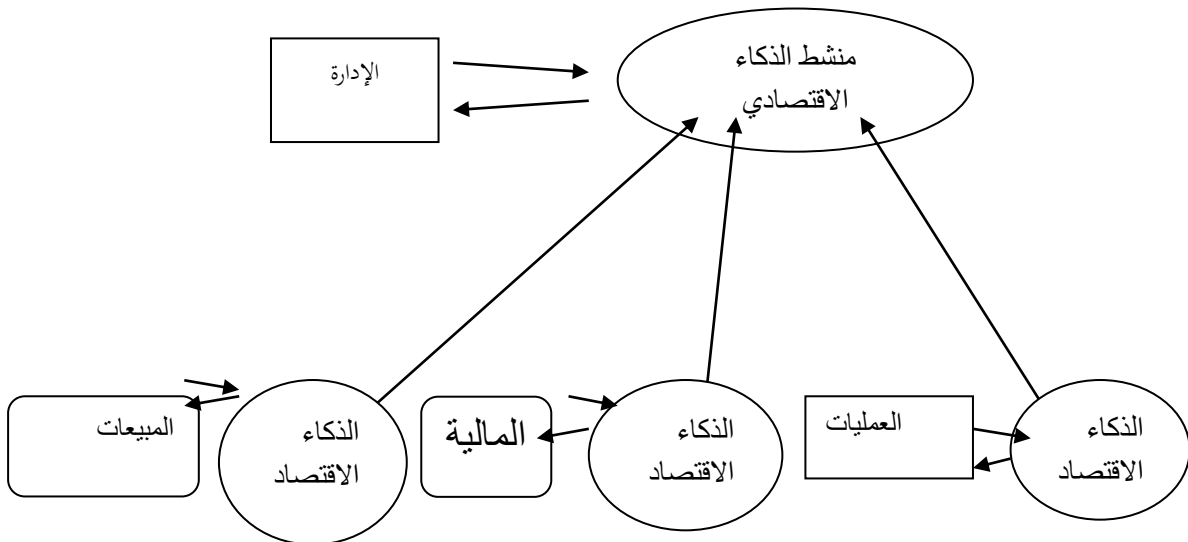 منشط الذكاء
الاقتصادي
الإدارة
الذكاء
الاقتصاد
العمليات
الذكاء
الاقتصاد
المالية
الذكاء
الاقتصاد
المبيعات